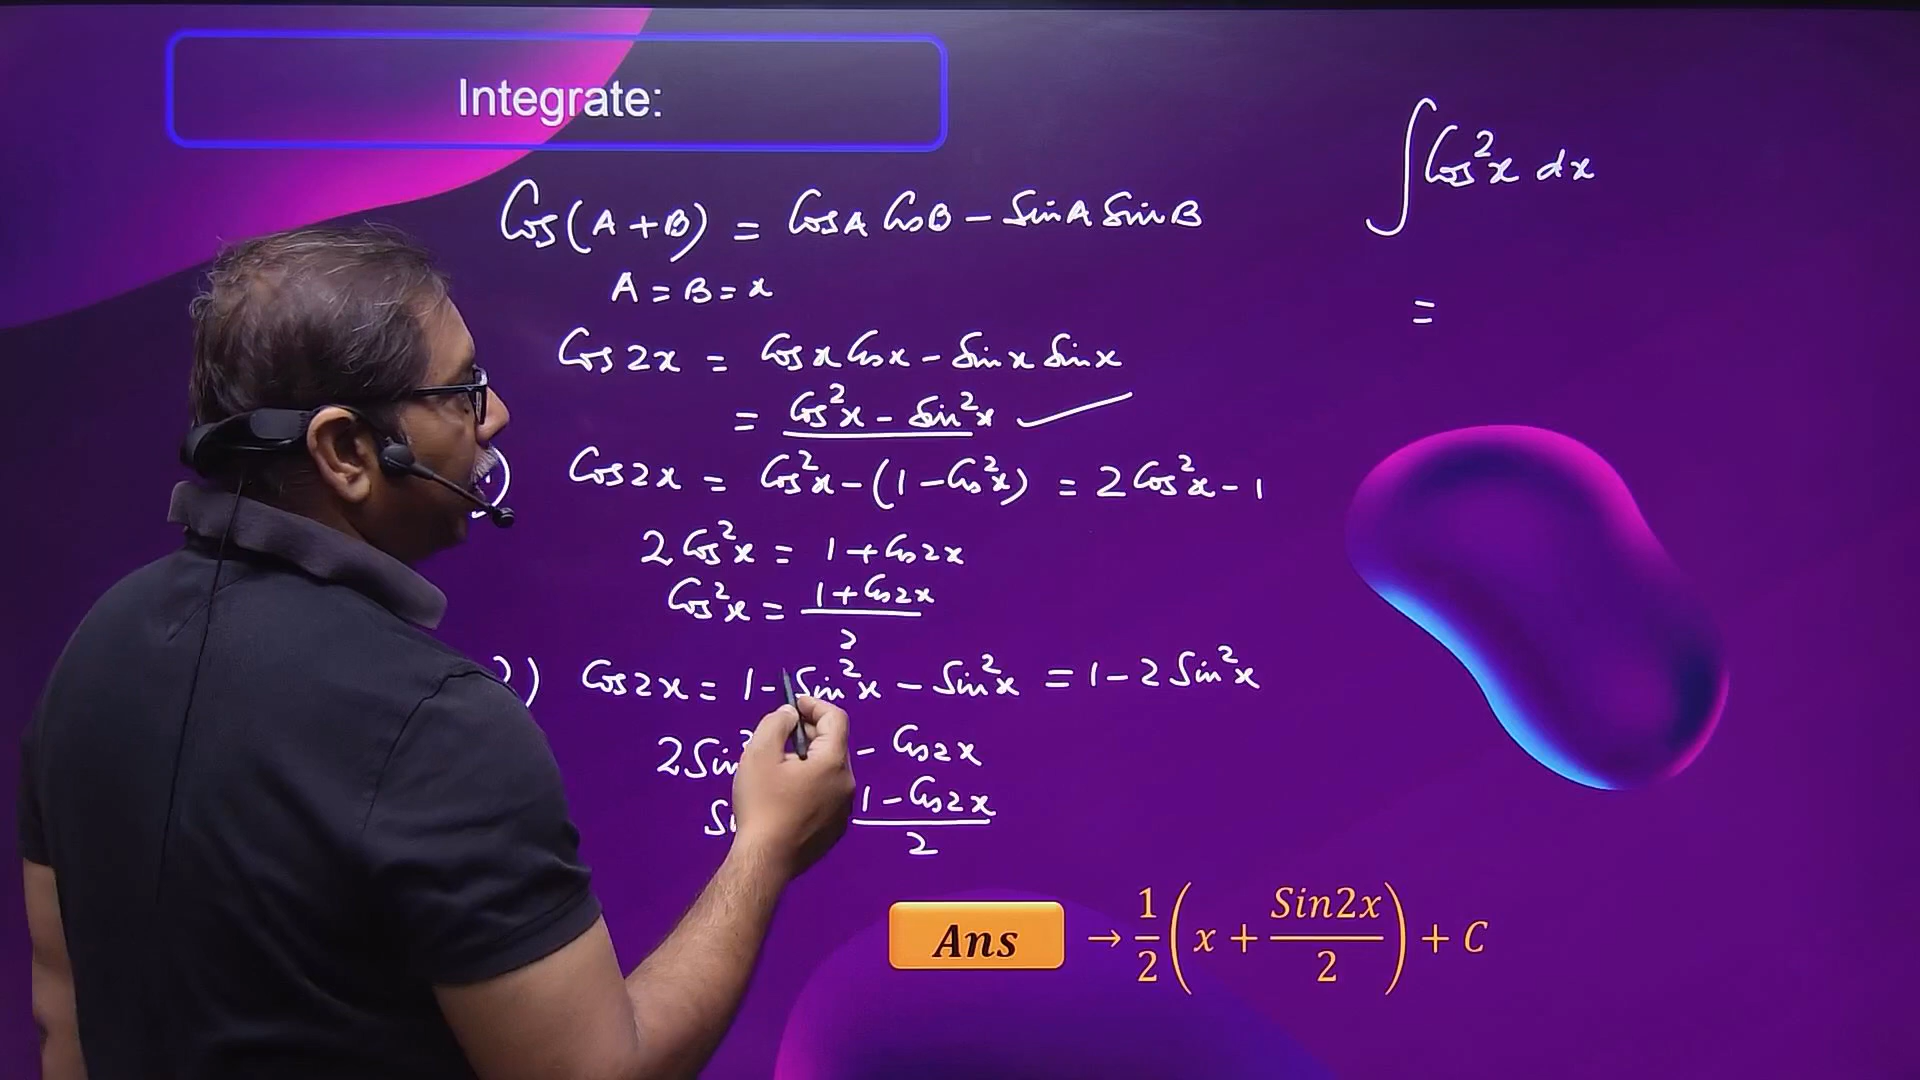 Integrate:
∫Cos²x dx
Cos(A+B) = CosA CosB - SinA SinB
A = B = x
=
Cos2x = Cosx Cosx - Sinx Sinx
= Cos²x - Sin²x ✓
) Cos2x = Cos²x - (1 - Cos²x) = 2Cos²x - 1
2Cos²x = 1 + Cos2x
Cos²x = (1 + Cos2x)/2
2) Cos2x = 1 - Sin²x - Sin²x = 1 - 2Sin²x
2Sin² - Cos2x
(1 - Cos2x)/2
Ans → 1/2 (x + Sin2x/2) + C